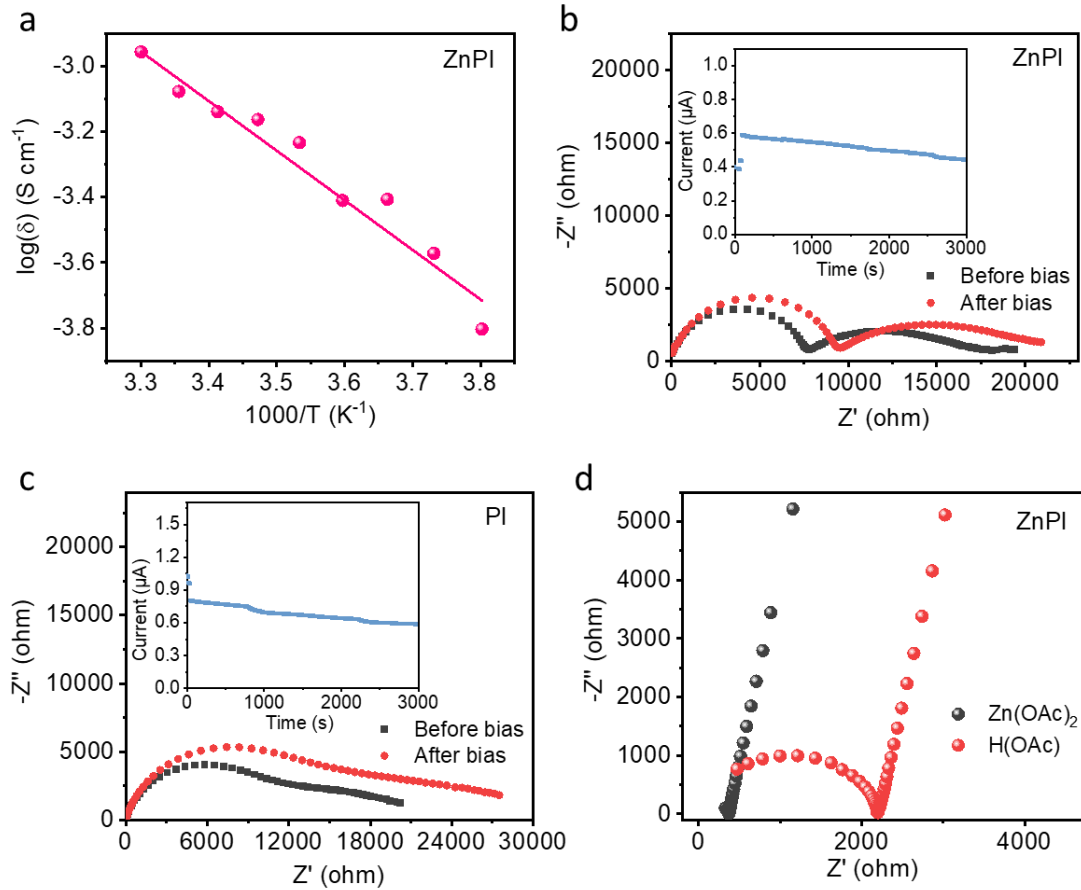 a
ZnPI
log(δ) (S cm⁻¹)
-3.0
-3.2
-3.4
-3.6
-3.8
3.3 3.4 3.5 3.6 3.7 3.8
1000/T (K⁻¹)
b
ZnPI
-Z'' (ohm)
20000
15000
10000
5000
0
0 5000 10000 15000 20000
Z' (ohm)
Current (µA)
1.0
0.8
0.6
0.4
0.2
0.0
0 1000 2000 3000
Time (s)
Before bias
After bias
c
PI
-Z'' (ohm)
20000
15000
10000
5000
0
0 6000 12000 18000 24000 30000
Z' (ohm)
Current (µA)
1.5
1.2
0.9
0.6
0.3
0.0
0 1000 2000 3000
Time (s)
Before bias
After bias
d
ZnPI
-Z'' (ohm)
5000
4000
3000
2000
1000
0
0 2000 4000
Z' (ohm)
Zn(OAc)₂
H(OAc)